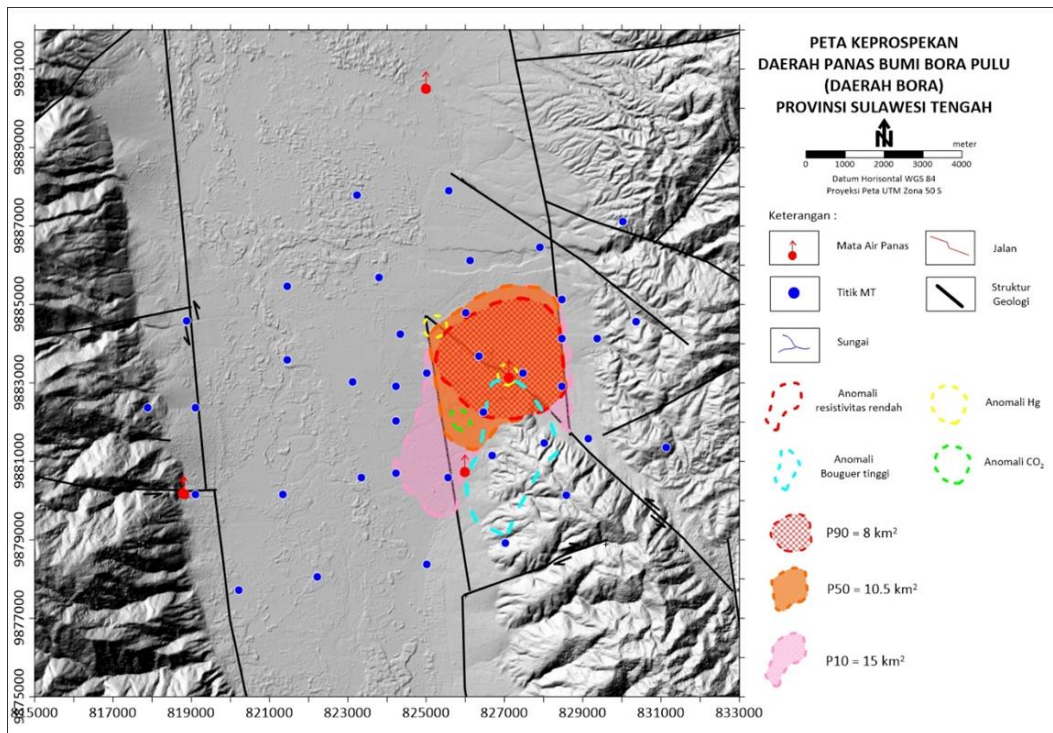 PETA KEPROSPEKAN
DAERAH PANAS BUMI BORA PULU
(DAERAH BORA)
PROVINSI SULAWESI TENGAH
N
meter
0 1000 2000 3000 4000
Datum Horisontal WGS 84
Proyeksi Peta UTM Zona 50 S
Keterangan :
Mata Air Panas
Jalan
Titik MT
Struktur
Geologi
Sungai
Anomali
resistivitas rendah
Anomali Hg
Anomali
Bouguer tinggi
Anomali CO₂
P90 = 8 km²
P50 = 10.5 km²
P10 = 15 km²
9891000
9889000
9887000
9885000
9883000
9881000
9879000
9877000
9875000
815000 817000 819000 821000 823000 825000 827000 829000 831000 833000